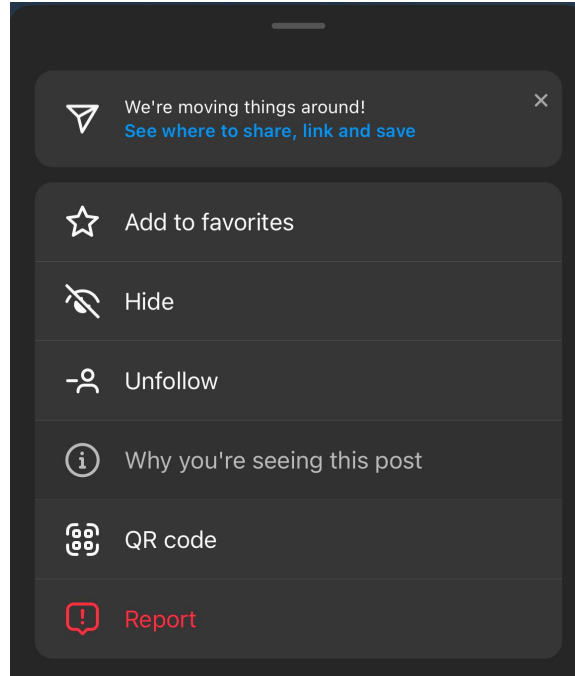 We're moving things around!
See where to share, link and save
Add to favorites
Hide
Unfollow
Why you're seeing this post
QR code
Report